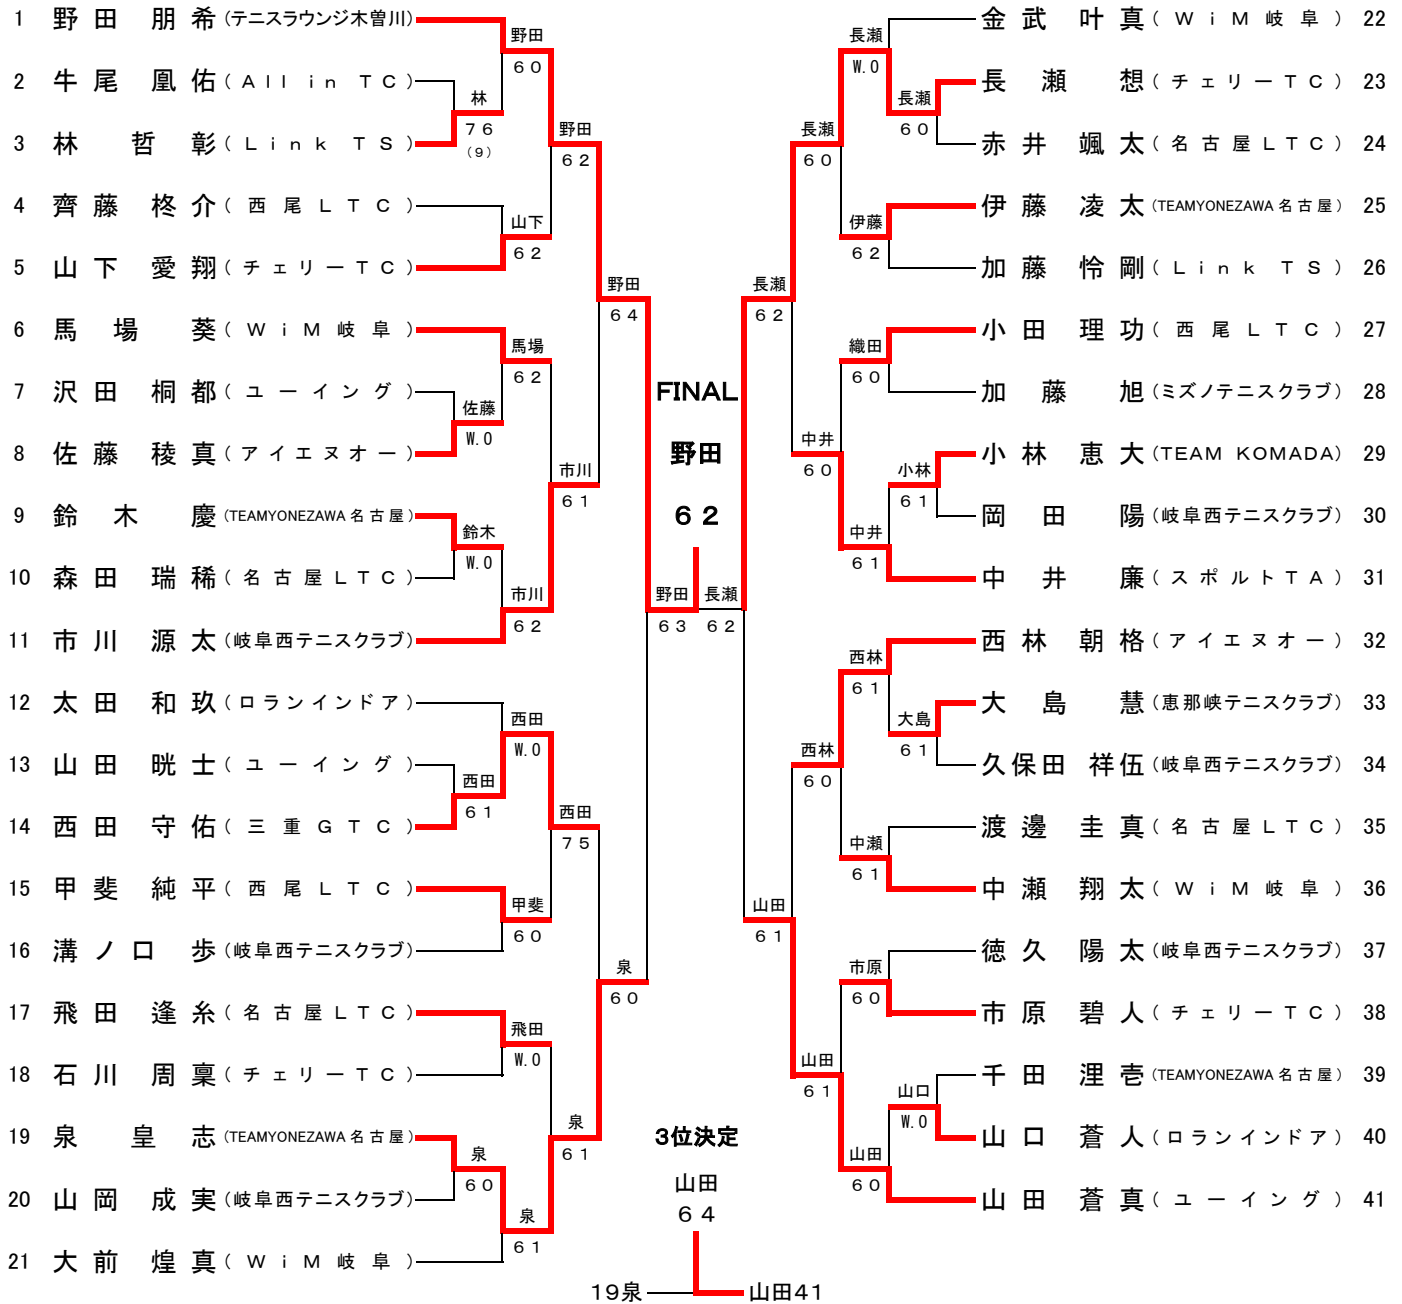 1 野田 朋希 (テニスラウンジ木曽川)
2 牛尾 凰佑 (All in TC)
3 林 哲彰 (Link TS)
4 齊藤 柊介 (西尾LTC)
5 山下 愛翔 (チェリーTC)
6 馬場 葵 (WiM岐阜)
7 沢田 桐都 (ユーイング)
8 佐藤 稜真 (アイエヌオー)
9 鈴木 慶 (TEAMYONEZAWA名古屋)
10 森田 瑞稀 (名古屋LTC)
11 市川 源太 (岐阜西テニスクラブ)
12 太田 和玖 (ロランインドア)
13 山田 晄士 (ユーイング)
14 西田 守佑 (三重GTC)
15 甲斐 純平 (西尾LTC)
16 溝ノ口 歩 (岐阜西テニスクラブ)
17 飛田 逢糸 (名古屋LTC)
18 石川 周稟 (チェリーTC)
19 泉 皇志 (TEAMYONEZAWA名古屋)
20 山岡 成実 (岐阜西テニスクラブ)
21 大前 煌真 (WiM岐阜)
林
76
(9)
佐藤
W.0
鈴木
W.0
西田
61
泉
60
野田
60
山下
62
馬場
62
市川
62
西田
W.0
甲斐
60
飛田
W.0
泉
61
野田
62
市川
61
西田
75
泉
61
野田
64
泉
60
野田
63
FINAL
野田
62
長瀬
62
長瀬
62
山田
61
長瀬
60
中井
60
西林
60
山田
61
長瀬
W.0
伊藤
62
織田
60
中井
61
西林
61
中瀬
61
市原
60
山田
60
長瀬
60
小林
61
大島
61
山口
W.0
金武 叶真 (WiM岐阜) 22
長瀬 想 (チェリーTC) 23
赤井 颯太 (名古屋LTC) 24
伊藤 凌太 (TEAMYONEZAWA名古屋) 25
加藤 怜剛 (Link TS) 26
小田 理功 (西尾LTC) 27
加藤 旭 (ミズノテニスクラブ) 28
小林 恵大 (TEAM KOMADA) 29
岡田 陽 (岐阜西テニスクラブ) 30
中井 廉 (スポルトTA) 31
西林 朝格 (アイエヌオー) 32
大島 慧 (恵那峡テニスクラブ) 33
久保田 祥伍 (岐阜西テニスクラブ) 34
渡邊 圭真 (名古屋LTC) 35
中瀬 翔太 (WiM岐阜) 36
徳久 陽太 (岐阜西テニスクラブ) 37
市原 碧人 (チェリーTC) 38
千田 浬壱 (TEAMYONEZAWA名古屋) 39
山口 蒼人 (ロランインドア) 40
山田 蒼真 (ユーイング) 41
3位決定
山田
64
19泉 山田41